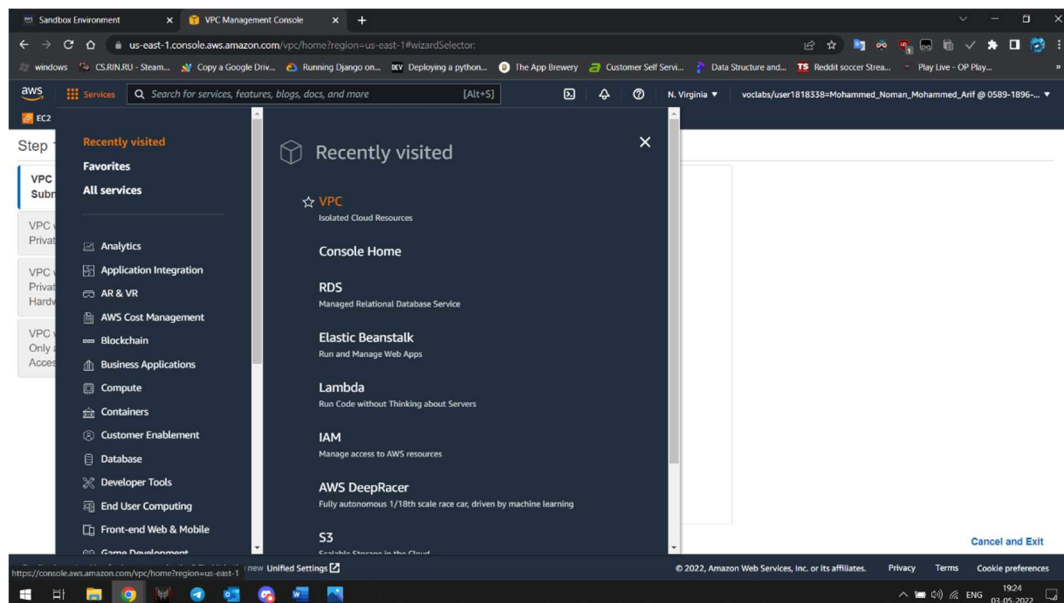 Sandbox Environment
VPC Management Console
us-east-1.console.aws.amazon.com/vpc/home?region=us-east-1#wizardSelector:
windows CS.RIN.RU - Steam... Copy a Google Driv... Running Django on... DEV Deploying a python... The App Brewery Customer Self Servi... Data Structure and... TS Reddit soccer Strea... Play Live - OP Play... »
aws Services Search for services, features, blogs, docs, and more [Alt+S] N. Virginia voclabs/user1818338=Mohammed_Noman_Mohammed_Arif @ 0589-1896-...
EC2
Step
VPC
VPC
Privat
VPC
Privat
Hardw
VPC
Only
Acces
Recently visited
Favorites
All services
Analytics
Application Integration
AR & VR
AWS Cost Management
Blockchain
Business Applications
Compute
Containers
Customer Enablement
Database
Developer Tools
End User Computing
Front-end Web & Mobile
Game Development
Recently visited
VPC
Isolated Cloud Resources
Console Home
RDS
Managed Relational Database Service
Elastic Beanstalk
Run and Manage Web Apps
Lambda
Run Code without Thinking about Servers
IAM
Manage access to AWS resources
AWS DeepRacer
Fully autonomous 1/18th scale race car, driven by machine learning
S3
Scalable Storage in the Cloud
Cancel and Exit
new Unified Settings
© 2022, Amazon Web Services, Inc. or its affiliates. Privacy Terms Cookie preferences
https://console.aws.amazon.com/vpc/home?region=us-east-1
ENG
1924
03-05-2022